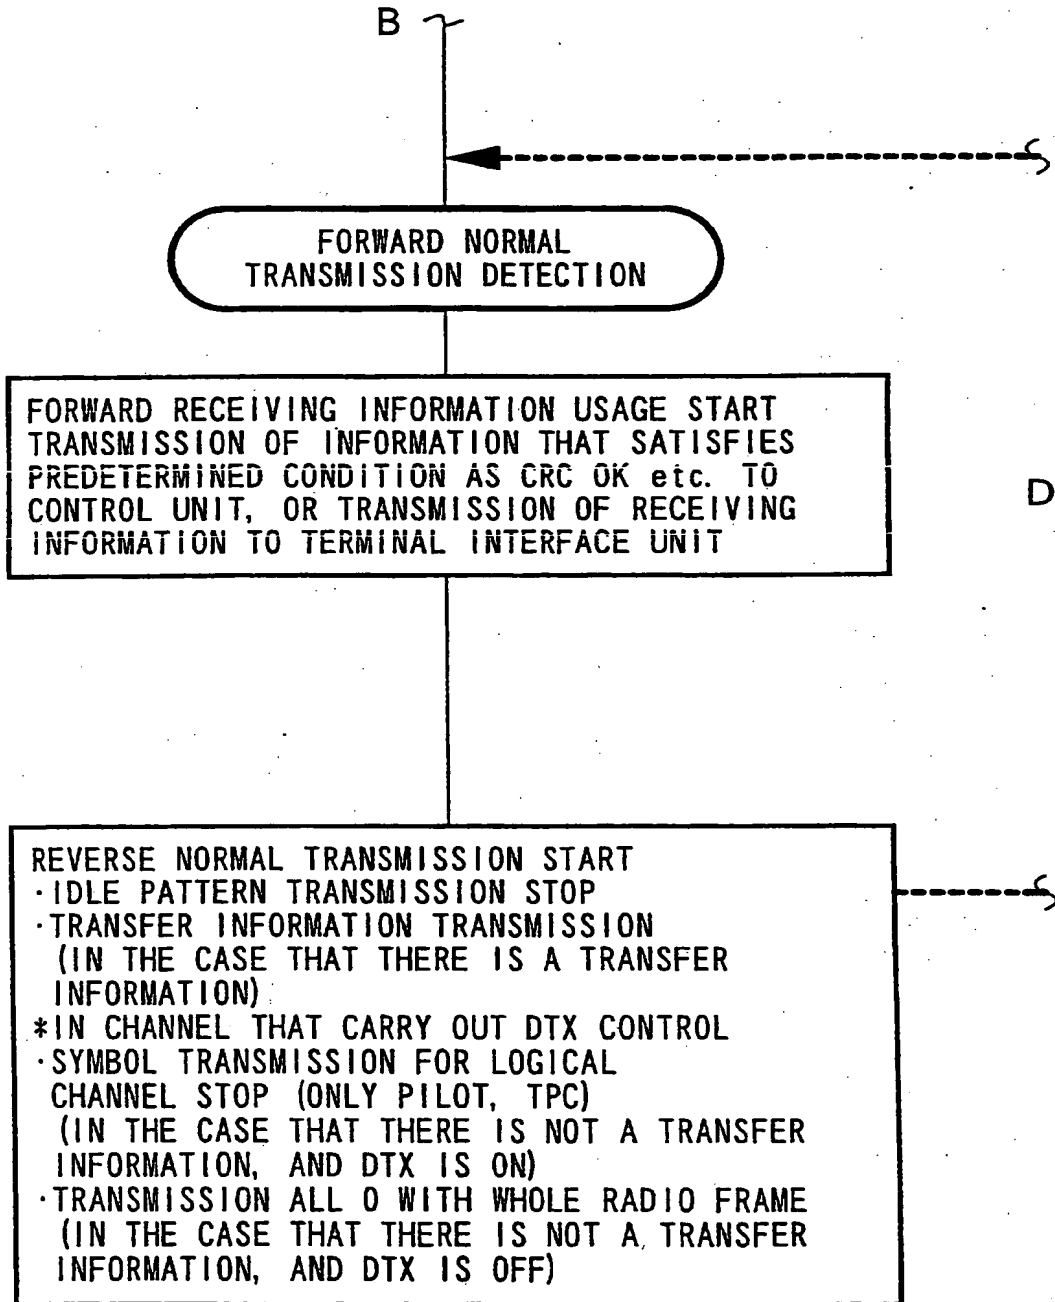 B
FORWARD NORMAL
TRANSMISSION DETECTION
FORWARD RECEIVING INFORMATION USAGE START
TRANSMISSION OF INFORMATION THAT SATISFIES
PREDETERMINED CONDITION AS CRC OK etc. TO
CONTROL UNIT, OR TRANSMISSION OF RECEIVING
INFORMATION TO TERMINAL INTERFACE UNIT
D
REVERSE NORMAL TRANSMISSION START
·IDLE PATTERN TRANSMISSION STOP
·TRANSFER INFORMATION TRANSMISSION
(IN THE CASE THAT THERE IS A TRANSFER
INFORMATION)
*IN CHANNEL THAT CARRY OUT DTX CONTROL
·SYMBOL TRANSMISSION FOR LOGICAL
CHANNEL STOP (ONLY PILOT, TPC)
(IN THE CASE THAT THERE IS NOT A TRANSFER
INFORMATION, AND DTX IS ON)
·TRANSMISSION ALL 0 WITH WHOLE RADIO FRAME
(IN THE CASE THAT THERE IS NOT A TRANSFER
INFORMATION, AND DTX IS OFF)